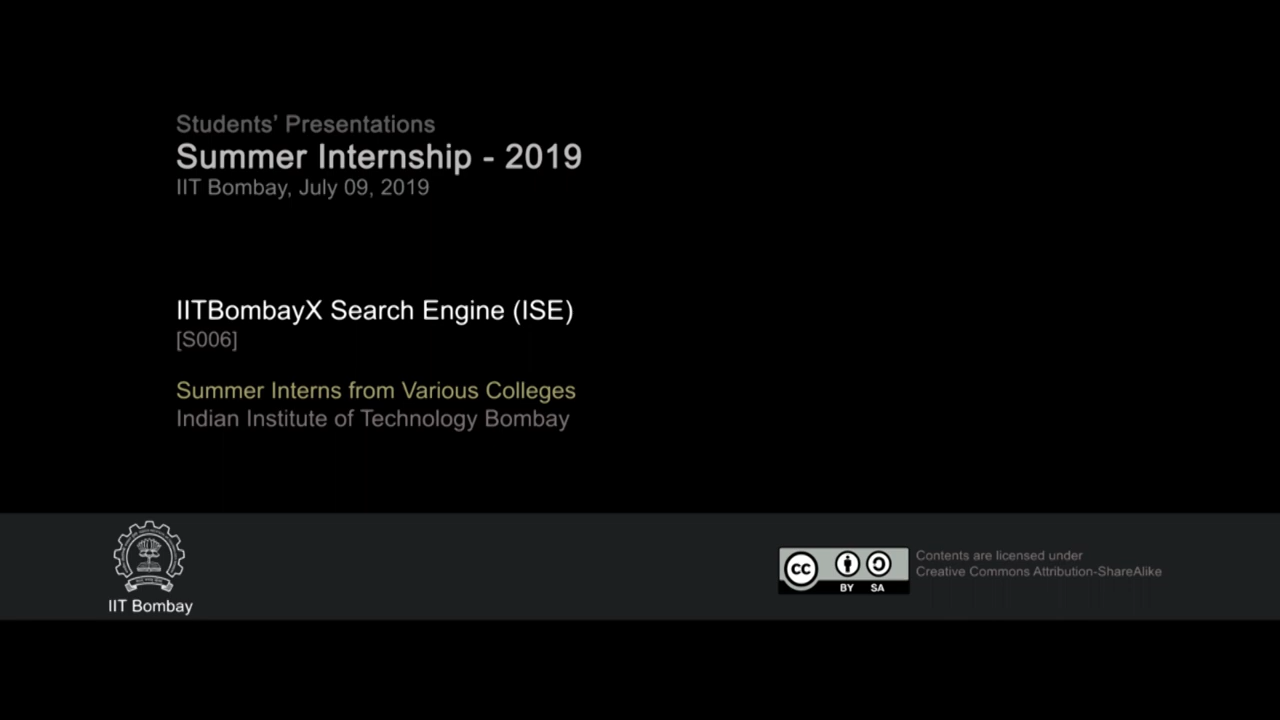 Students’ Presentations
Summer Internship - 2019
IIT Bombay, July 09, 2019
IITBombayX Search Engine (ISE)
[S006]
Summer Interns from Various Colleges
Indian Institute of Technology Bombay
IIT Bombay
cc
BY SA
Contents are licensed under
Creative Commons Attribution-ShareAlike